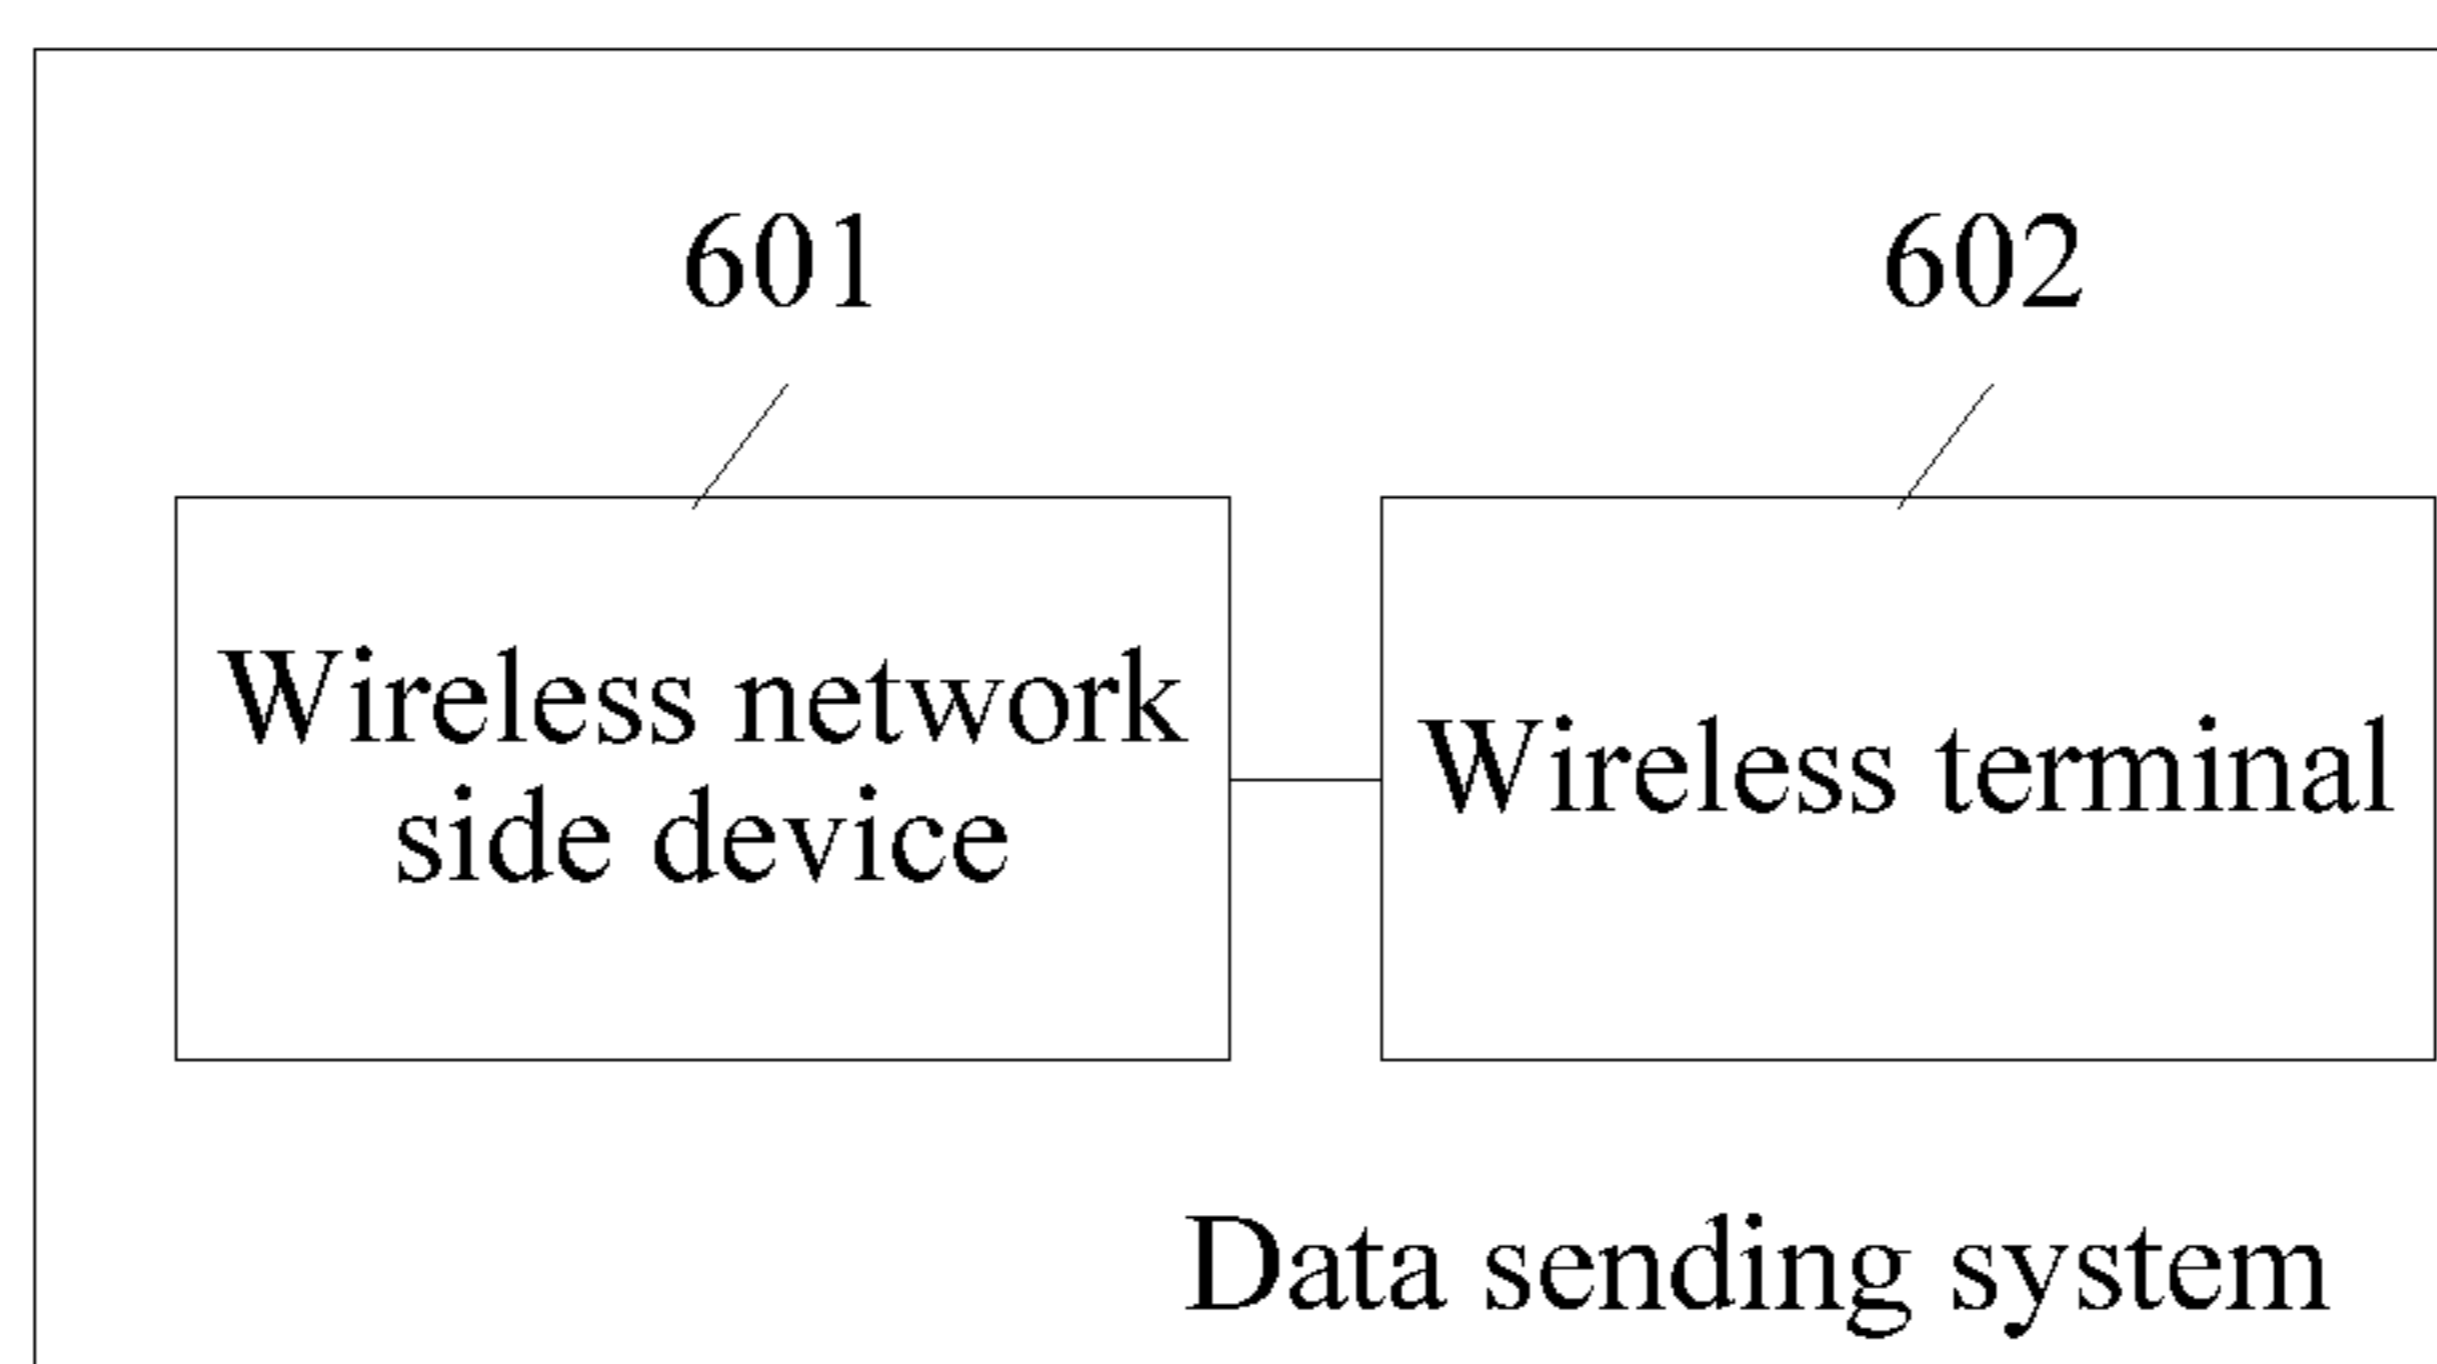 601
602
Wireless network
side device
Wireless terminal
Data sending system